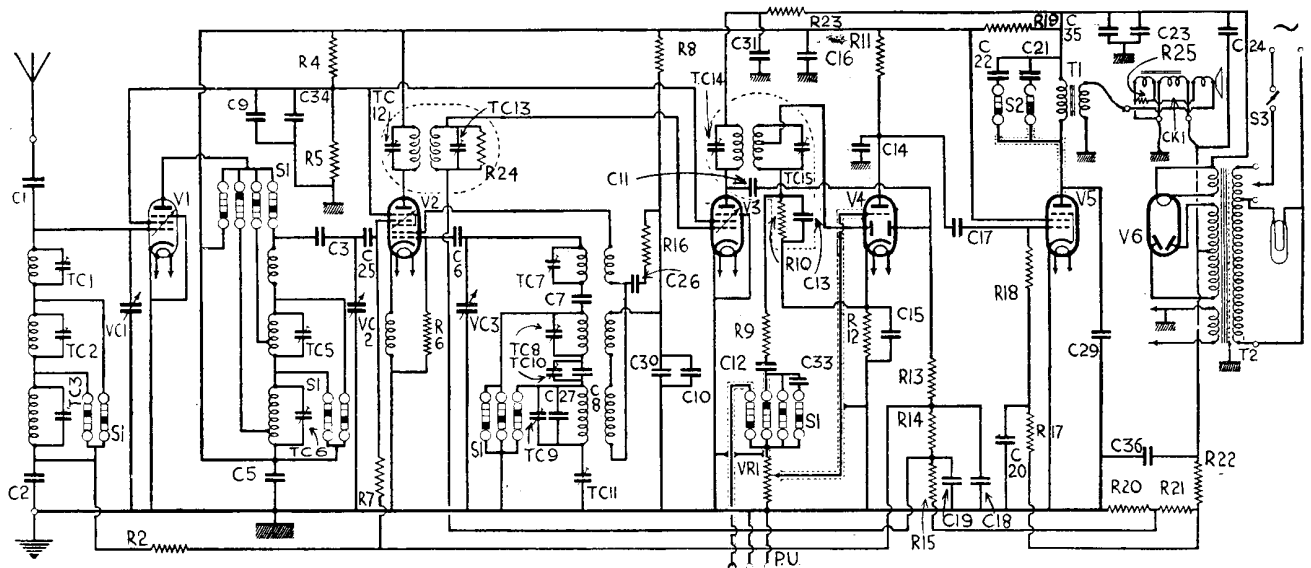 R23
R19
C35
C23
C24
~
R4
R8
C31
C16
R11
C22
C21
T1
R25
C9
C34
TC12
TC13
TC14
S2
S3
R5
R24
C14
CK1
S1
C11
TC15
C1
V1
V2
V3
V4
V5
V6
C3
C25
C6
R16
R10
C13
C17
TC1
VC1
TC7
C26
R18
TC2
VC2
R6
VC3
C7
R9
R12
C15
C29
TC5
TC8
TC10
C30
C10
C12
C33
T2
TC3
S1
S1
TC6
S1
C27
C8
TC9
S1
R13
R14
C2
C5
R7
TC11
VR1
C20
R17
C36
R22
R20
R21
R2
R15
C19
C18
P.U.